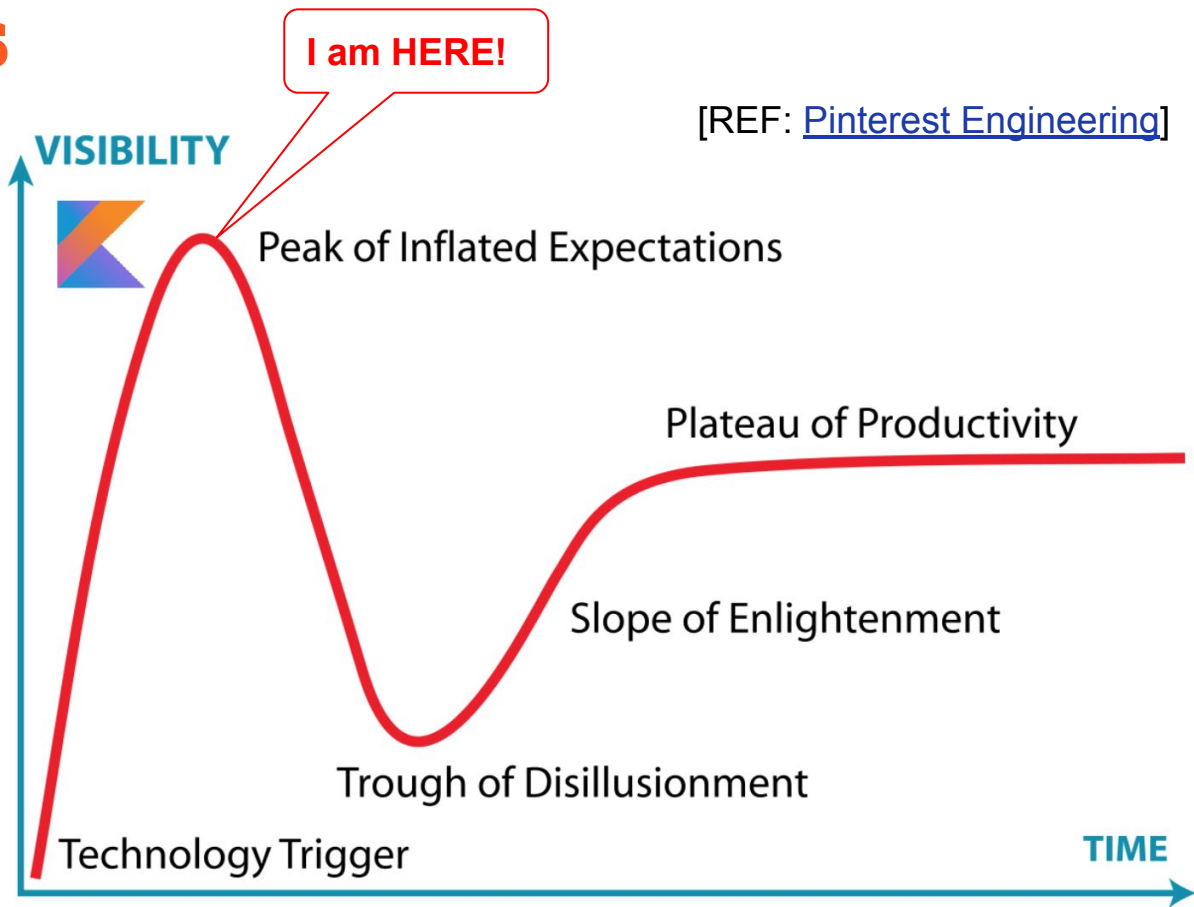 s
I am HERE!
[REF: Pinterest Engineering]
VISIBILITY
Peak of Inflated Expectations
Plateau of Productivity
Slope of Enlightenment
Trough of Disillusionment
Technology Trigger
TIME